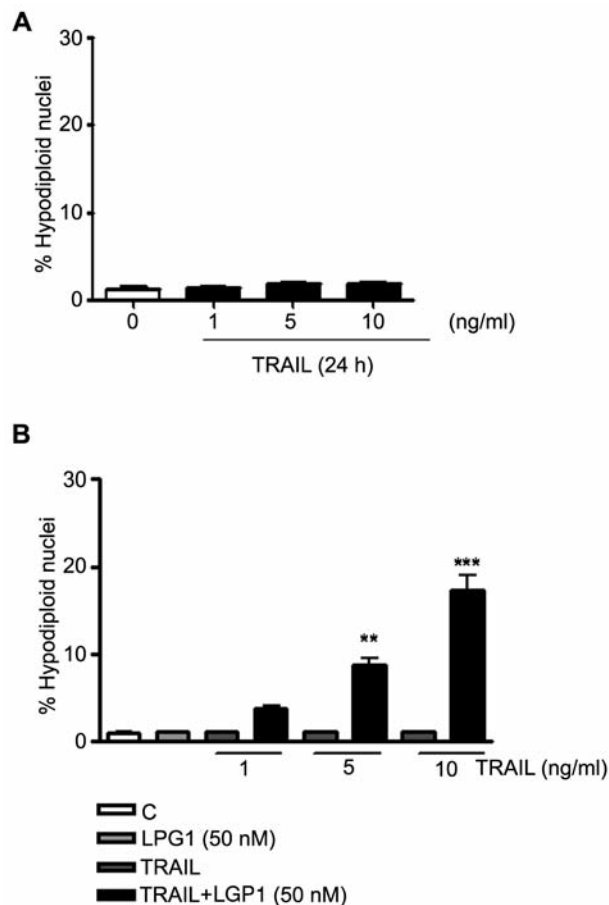 A
30
20
10
0
% Hypodiploid nuclei
0 1 5 10 (ng/ml)
TRAIL (24 h)
B
30
20
10
0
% Hypodiploid nuclei
**
***
1 5 10 TRAIL (ng/ml)
C
LPG1 (50 nM)
TRAIL
TRAIL+LGP1 (50 nM)